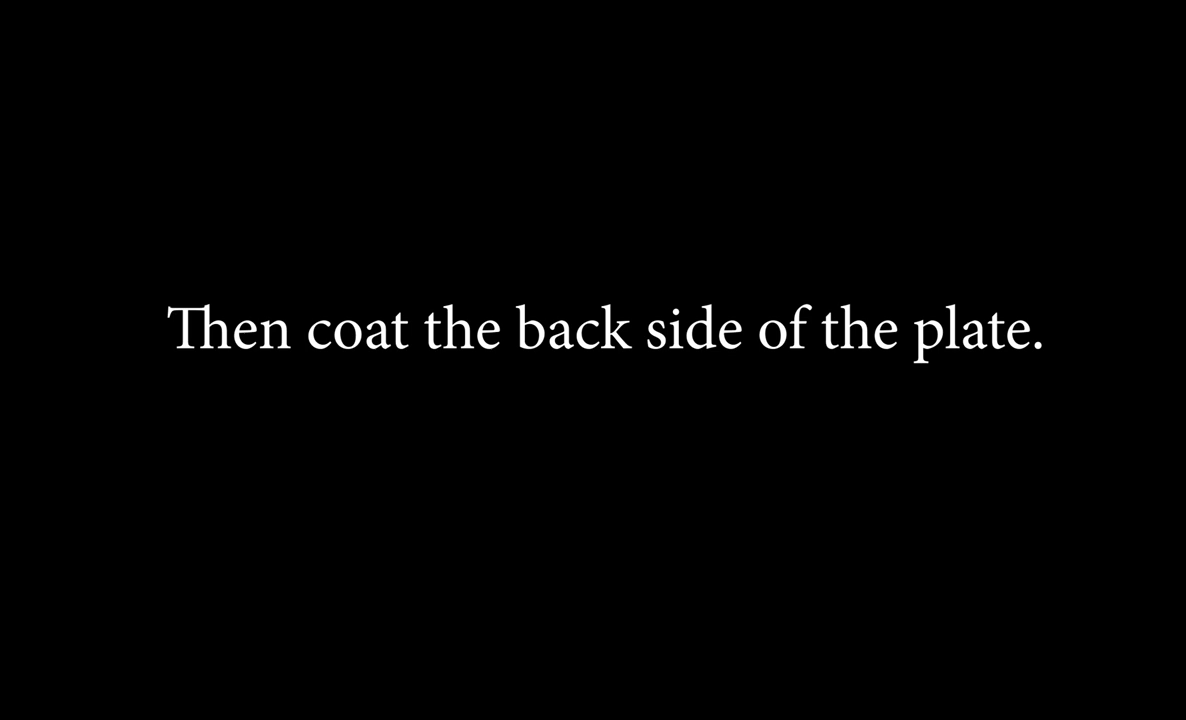 Then coat the back side of the plate.